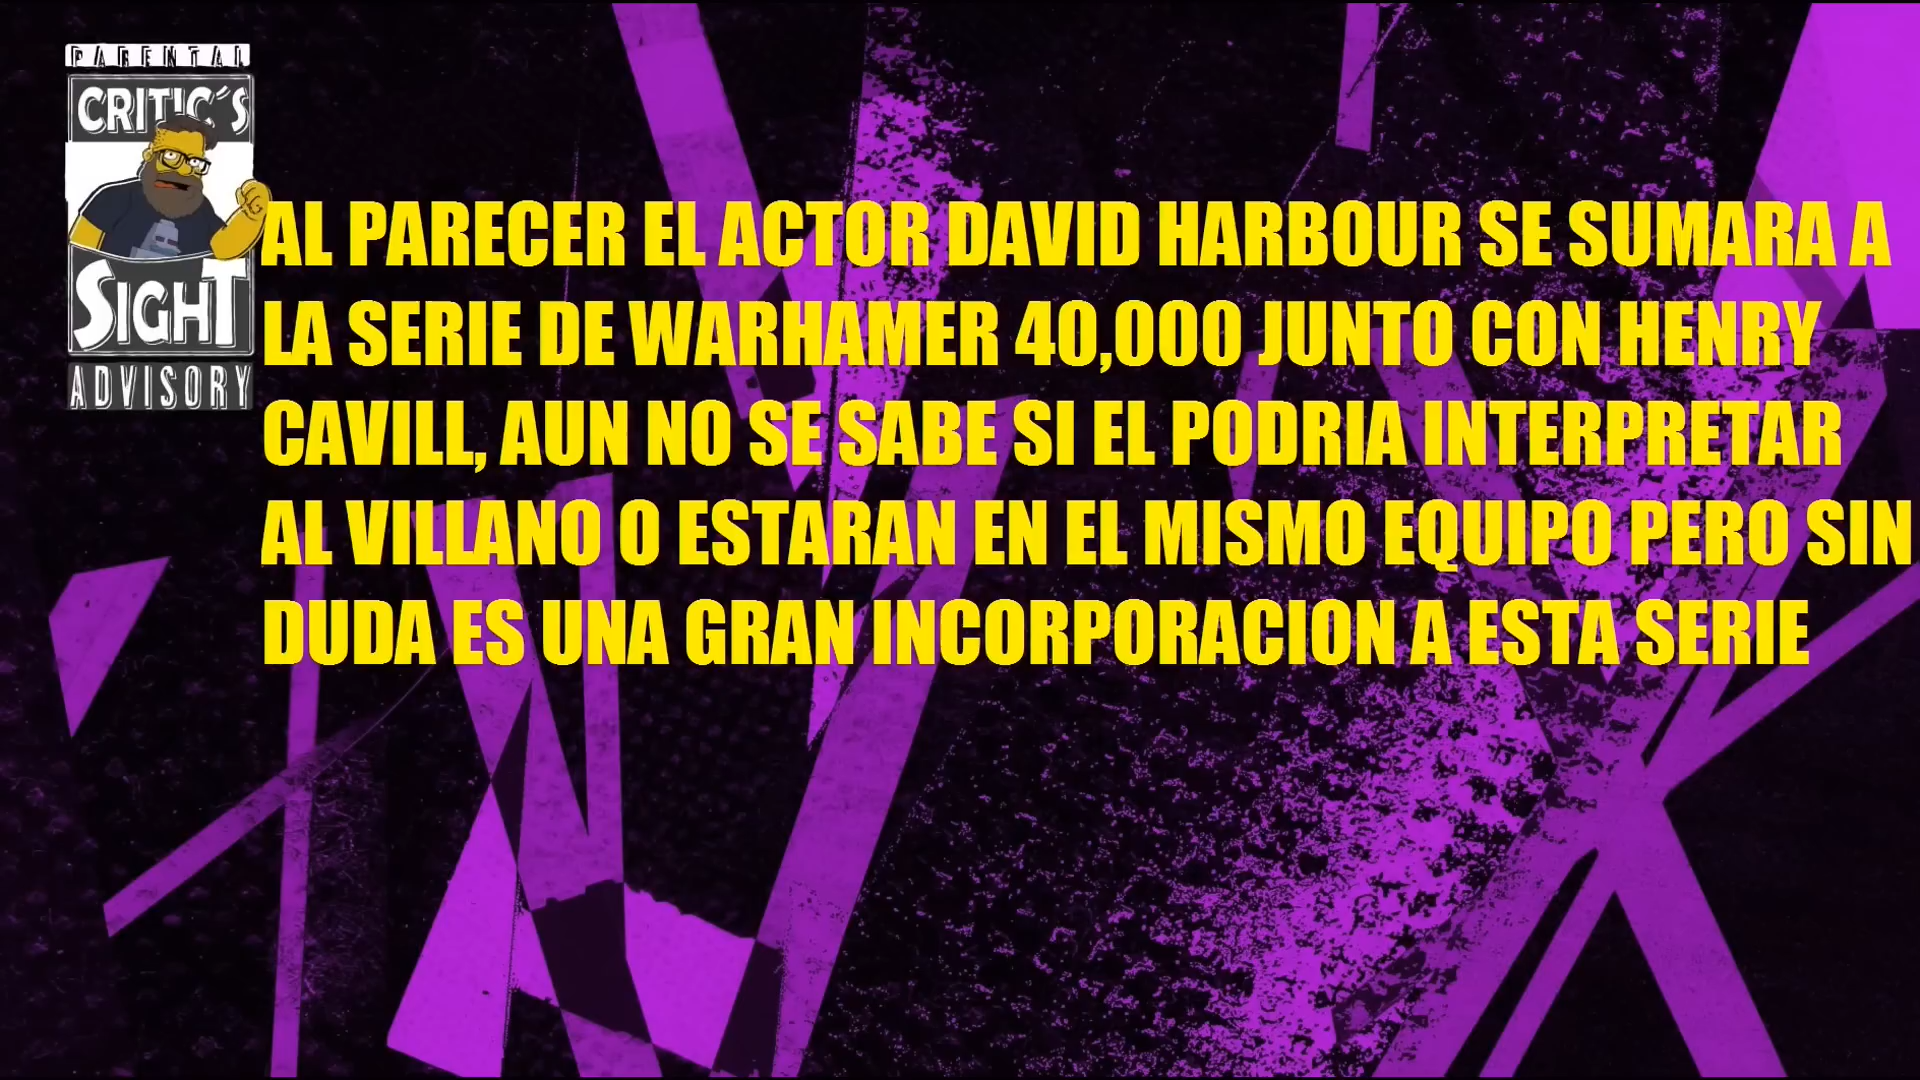 PARENTAL
CRITIC´S
SIGHT
ADVISORY
AL PARECER EL ACTOR DAVID HARBOUR SE SUMARA A
LA SERIE DE WARHAMER 40,000 JUNTO CON HENRY
CAVILL, AUN NO SE SABE SI EL PODRIA INTERPRETAR
AL VILLANO O ESTARAN EN EL MISMO EQUIPO PERO SIN
DUDA ES UNA GRAN INCORPORACION A ESTA SERIE